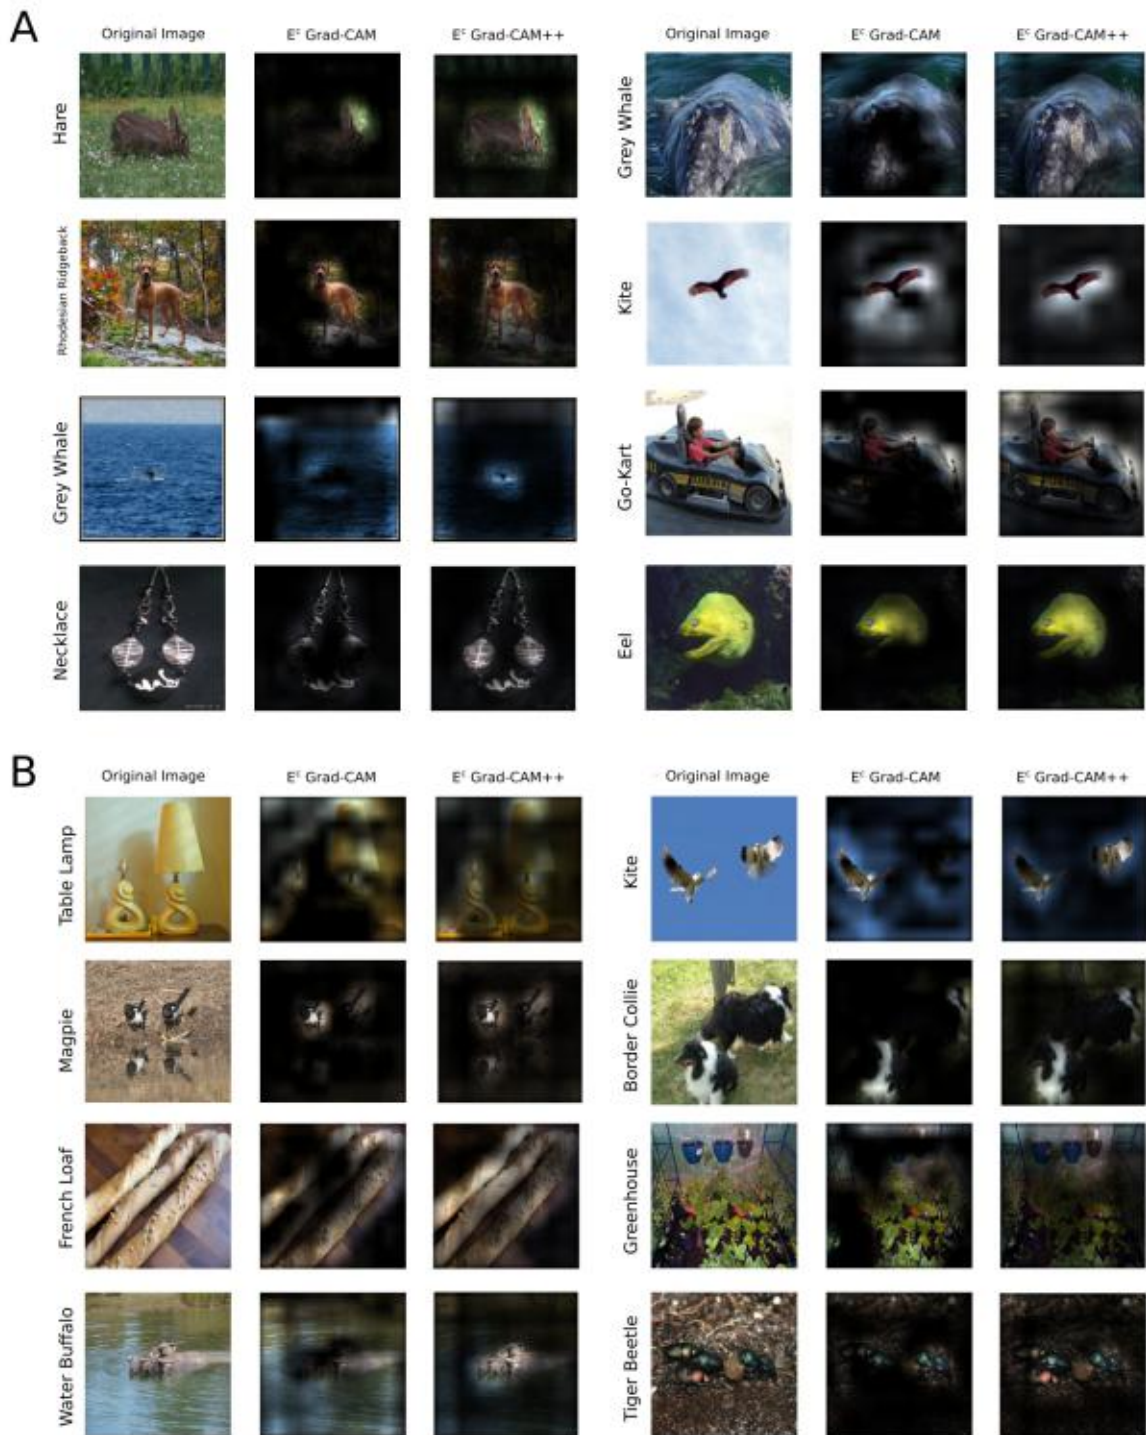 A
Original Image E^c Grad-CAM E^c Grad-CAM++ Original Image E^c Grad-CAM E^c Grad-CAM++
Hare
Grey Whale
Rhodesian Ridgeback
Kite
Grey Whale
Go-Kart
Necklace
Eel
B
Original Image E^c Grad-CAM E^c Grad-CAM++ Original Image E^c Grad-CAM E^c Grad-CAM++
Table Lamp
Kite
Magpie
Border Collie
French Loaf
Greenhouse
Water Buffalo
Tiger Beetle